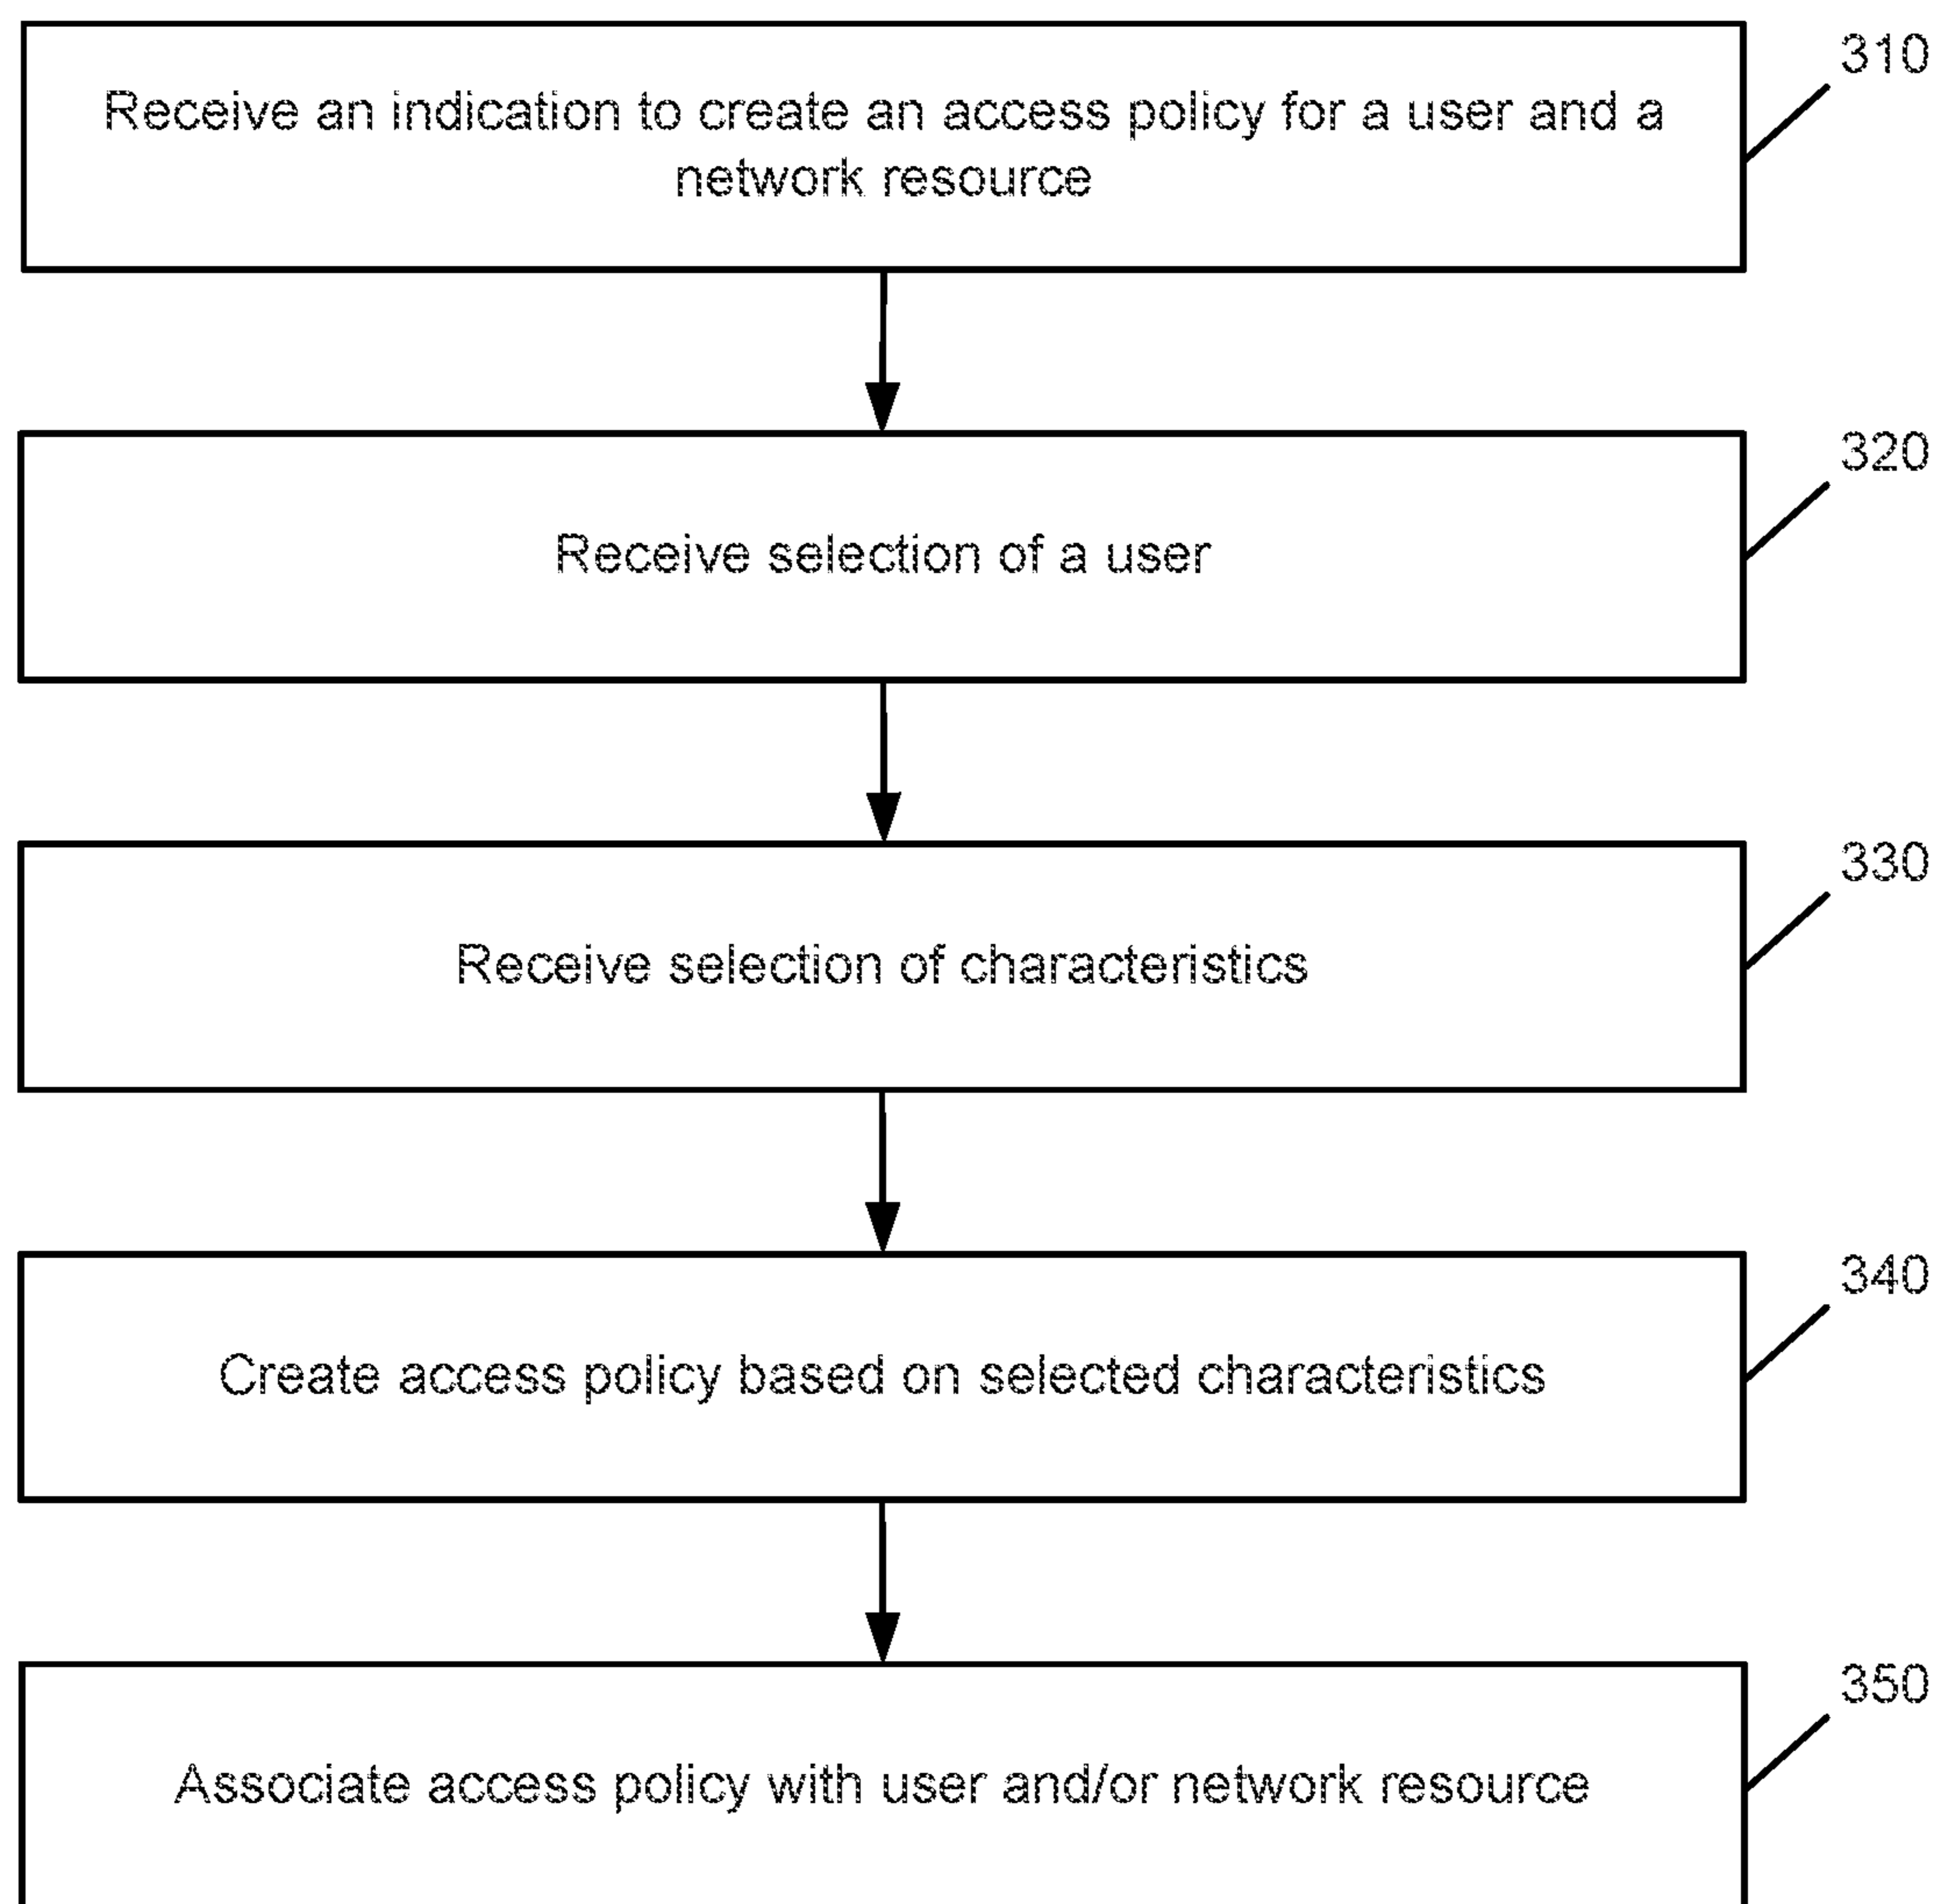 310
Receive an indication to create an access policy for a user and a
network resource
320
Receive selection of a user
330
Receive selection of characteristics
340
Create access policy based on selected characteristics
350
Associate access policy with user and/or network resource